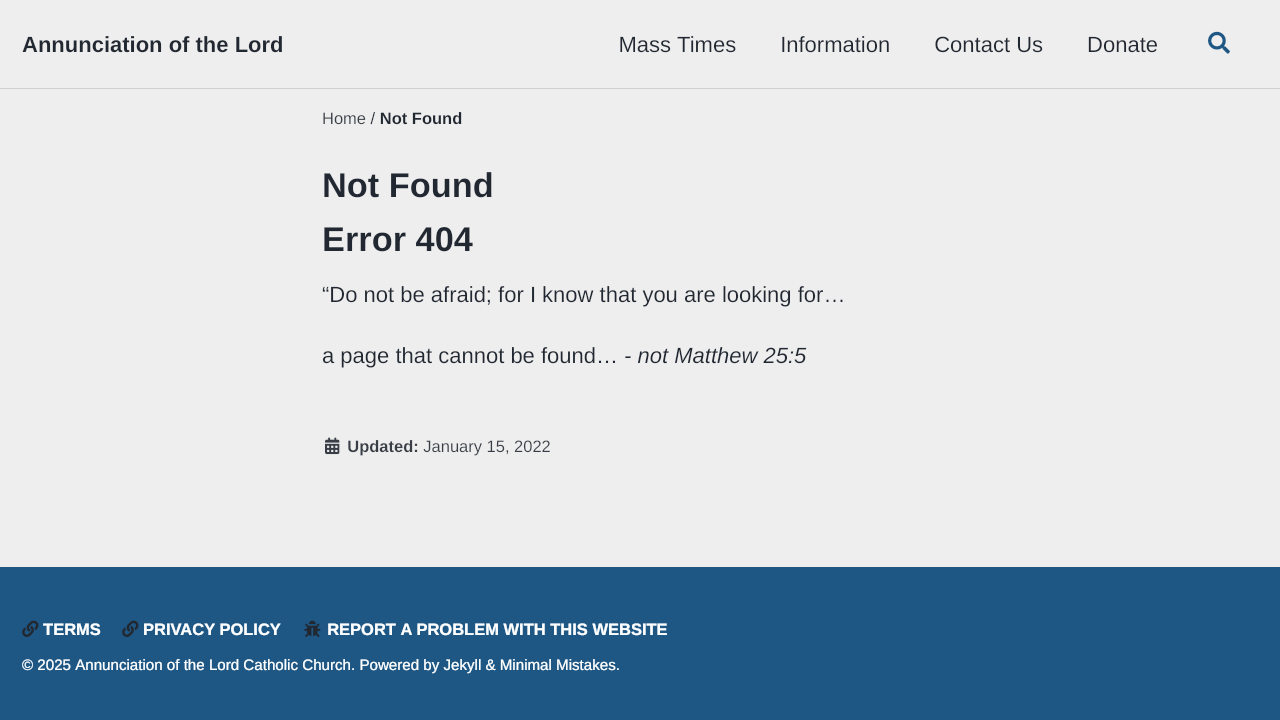 Annunciation of the Lord Mass Times Information Contact Us Donate
Home / Not Found
Not Found
Error 404
“Do not be afraid; for I know that you are looking for…
a page that cannot be found… - not Matthew 25:5
Updated: January 15, 2022
TERMS PRIVACY POLICY REPORT A PROBLEM WITH THIS WEBSITE
© 2025 Annunciation of the Lord Catholic Church. Powered by Jekyll & Minimal Mistakes.